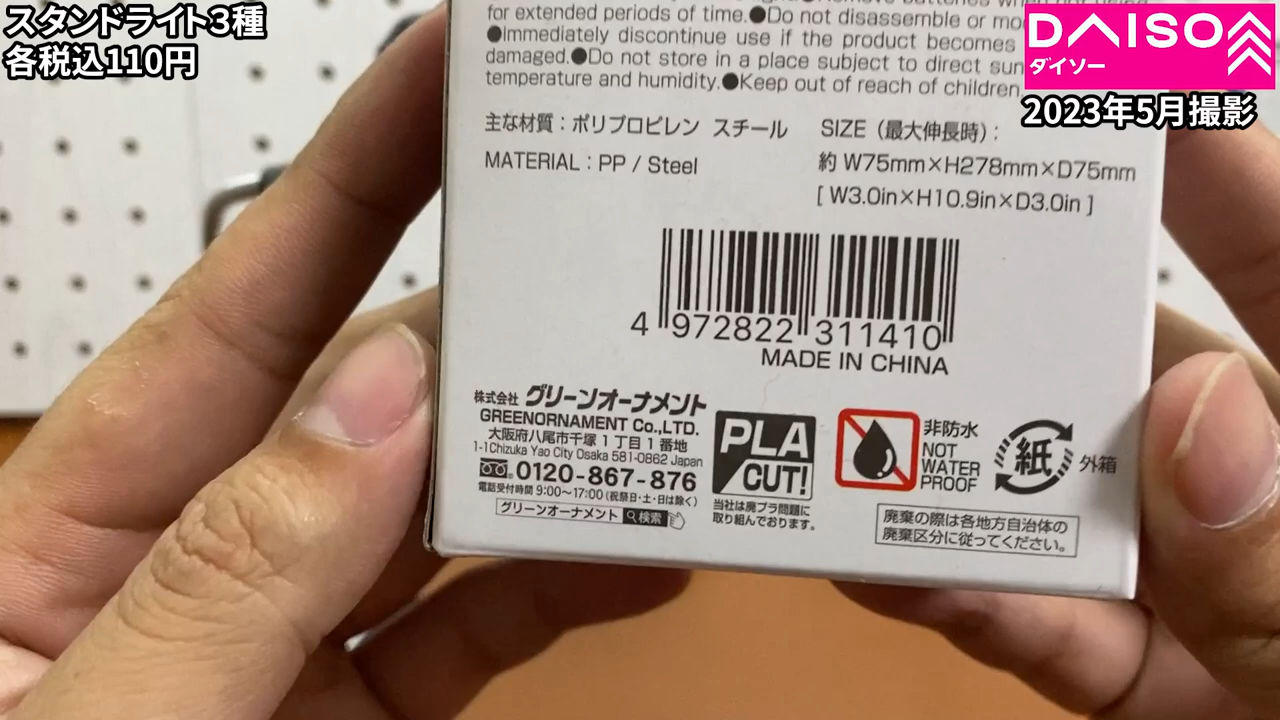 スタンドライト3種
各税込110円
DAISO
ダイソー
2023年5月撮影
for extended periods of time.●Do not disassemble or
●Immediately discontinue use if the product becomes
damaged.●Do not store in a place subject to direct
temperature and humidity.●Keep out of reach of children.
主な材質：ポリプロピレン スチール
MATERIAL：PP / Steel
SIZE（最大伸長時）：
約 W75mm×H278mm×D75mm
[ W3.0in×H10.9in×D3.0in ]
4 972822 311410
MADE IN CHINA
株式会社 グリーンオーナメント
GREENORNAMENT Co.,LTD.
大阪府八尾市千塚1丁目1番地
1-1Chizuka Yao City Osaka 581-0862 Japan
0120-867-876
電話受付時間 9:00〜17:00（祝祭日・土・日は除く）
グリーンオーナメント 検索
PLA
CUT!
当社は廃プラ問題に
取り組んでおります。
非防水
NOT
WATER
PROOF
紙
外箱
廃棄の際は各地方自治体の
廃棄区分に従ってください。